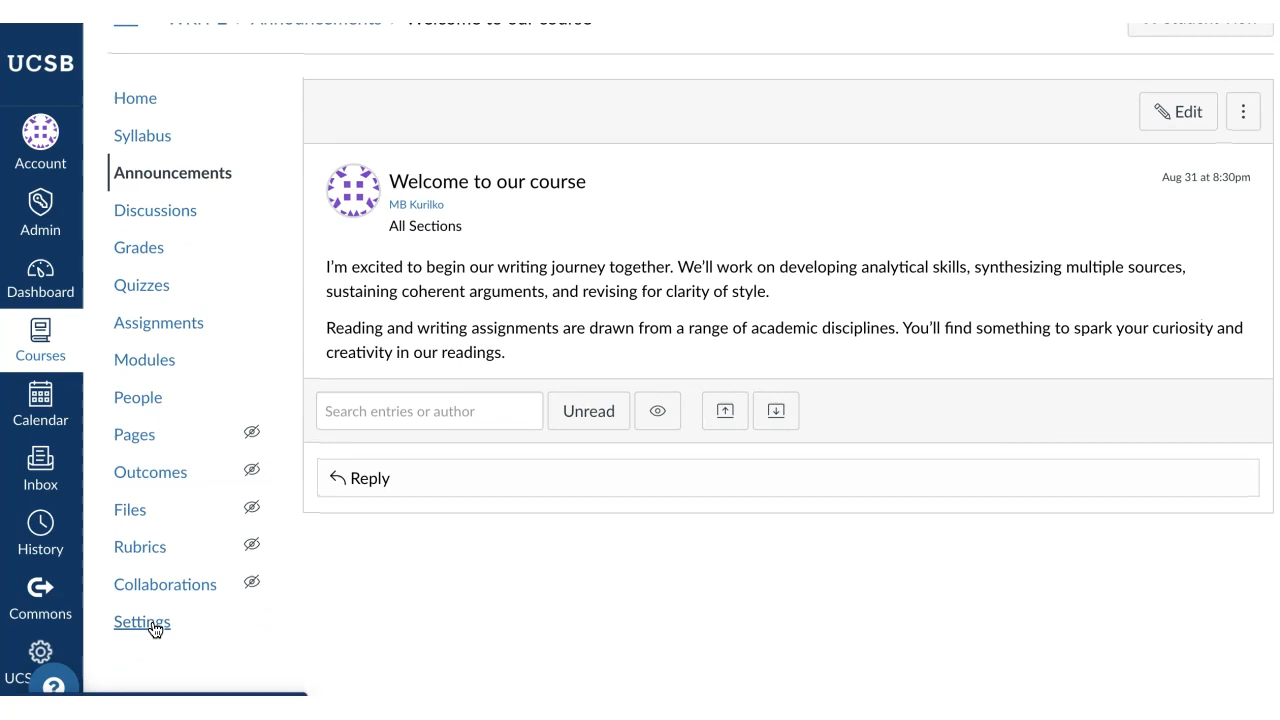 Welcome to our course
UCSB
Account
Admin
Dashboard
Courses
Calendar
Inbox
History
Commons
UCS
?
Home
Syllabus
Announcements
Discussions
Grades
Quizzes
Assignments
Modules
People
Pages
Outcomes
Files
Rubrics
Collaborations
Settings
Edit
Welcome to our course
Aug 31 at 8:30pm
MB Kurilko
All Sections
I'm excited to begin our writing journey together. We'll work on developing analytical skills, synthesizing multiple sources,
sustaining coherent arguments, and revising for clarity of style.
Reading and writing assignments are drawn from a range of academic disciplines. You'll find something to spark your curiosity and
creativity in our readings.
Search entries or author
Unread
Reply